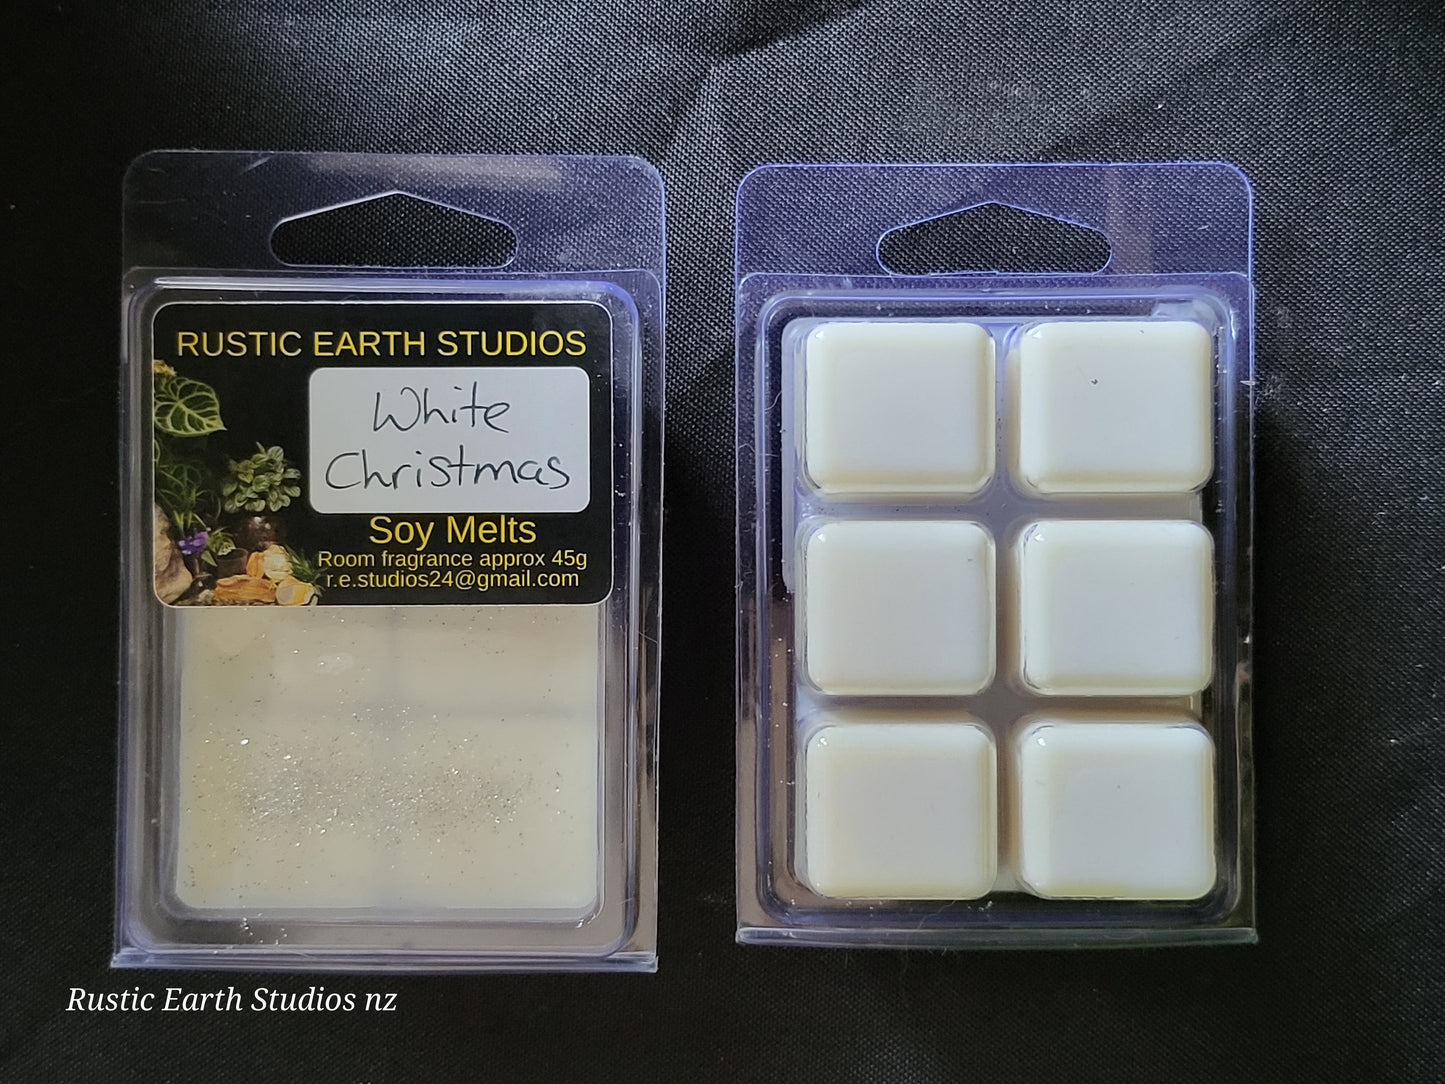 RUSTIC EARTH STUDIOS
White
Christmas
Soy Melts
Room fragrance approx 45g
r.e.studios24@gmail.com
Rustic Earth Studios nz